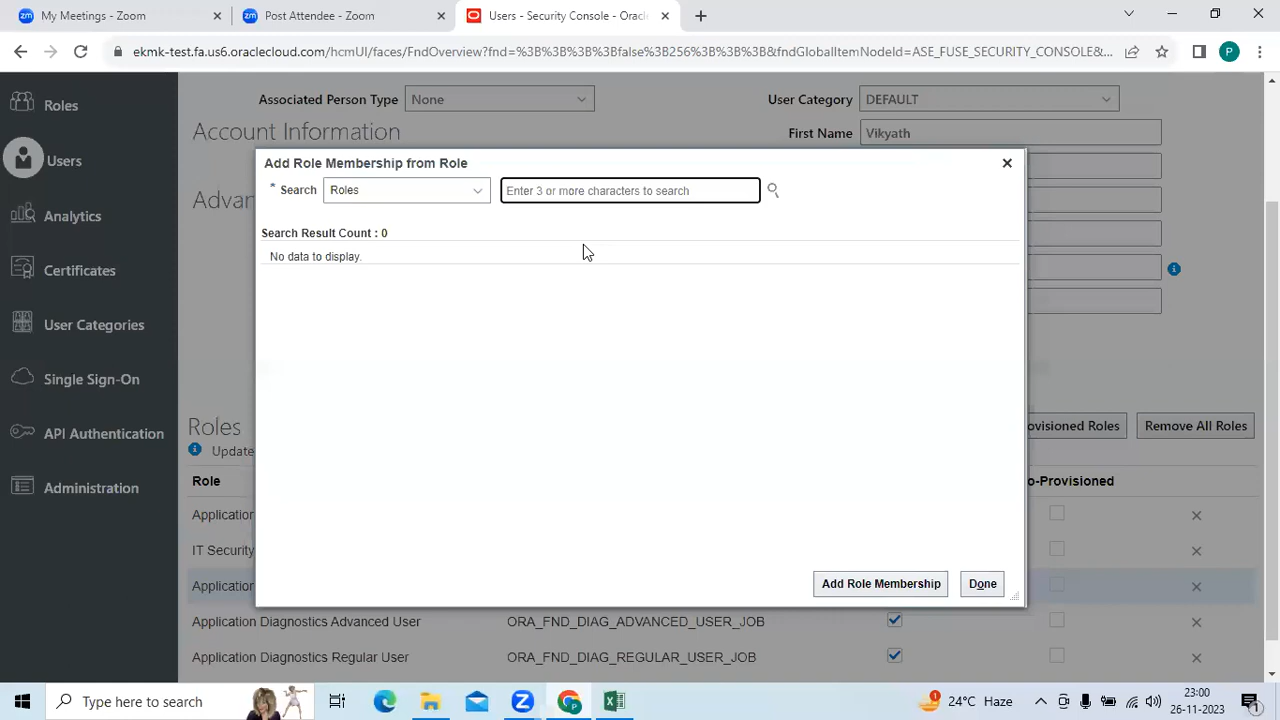 My Meetings - Zoom
Post Attendee - Zoom
Users - Security Console - Oracle
ekmk-test.fa.us6.oraclecloud.com/hcmUI/faces/FndOverview?fnd=%3B%3B%3B%3Bfalse%3B256%3B%3B%3B&fndGlobalItemNodeId=ASE_FUSE_SECURITY_CONSOLE&...
P
Roles
Users
Analytics
Certificates
User Categories
Single Sign-On
API Authentication
Administration
Associated Person Type None
User Category DEFAULT
Account Information
First Name Vikyath
Add Role Membership from Role
* Search Roles Enter 3 or more characters to search
Search Result Count : 0
No data to display.
Add Role Membership Done
Roles
ovisioned Roles Remove All Roles
Update
Role
o-Provisioned
Application
IT Security
Application
Application Diagnostics Advanced User ORA_FND_DIAG_ADVANCED_USER_JOB
Application Diagnostics Regular User ORA_FND_DIAG_REGULAR_USER_JOB
Type here to search
24°C Haze
23:00
26-11-2023